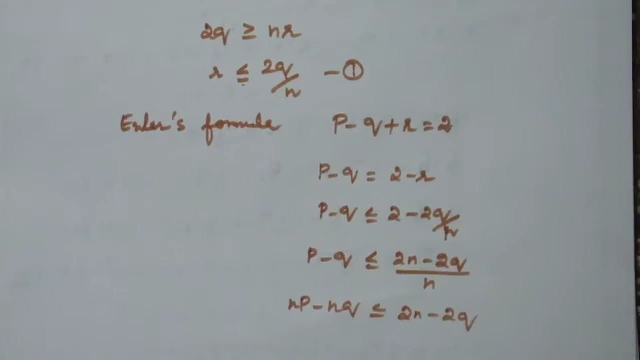 2q ≥ nr
r ≤ 2q/n - ①
Euler's formula P - q + r = 2
P - q = 2 - r
P - q ≤ 2 - 2q/n
P - q ≤ (2n - 2q)/n
nP - nq ≤ 2n - 2q